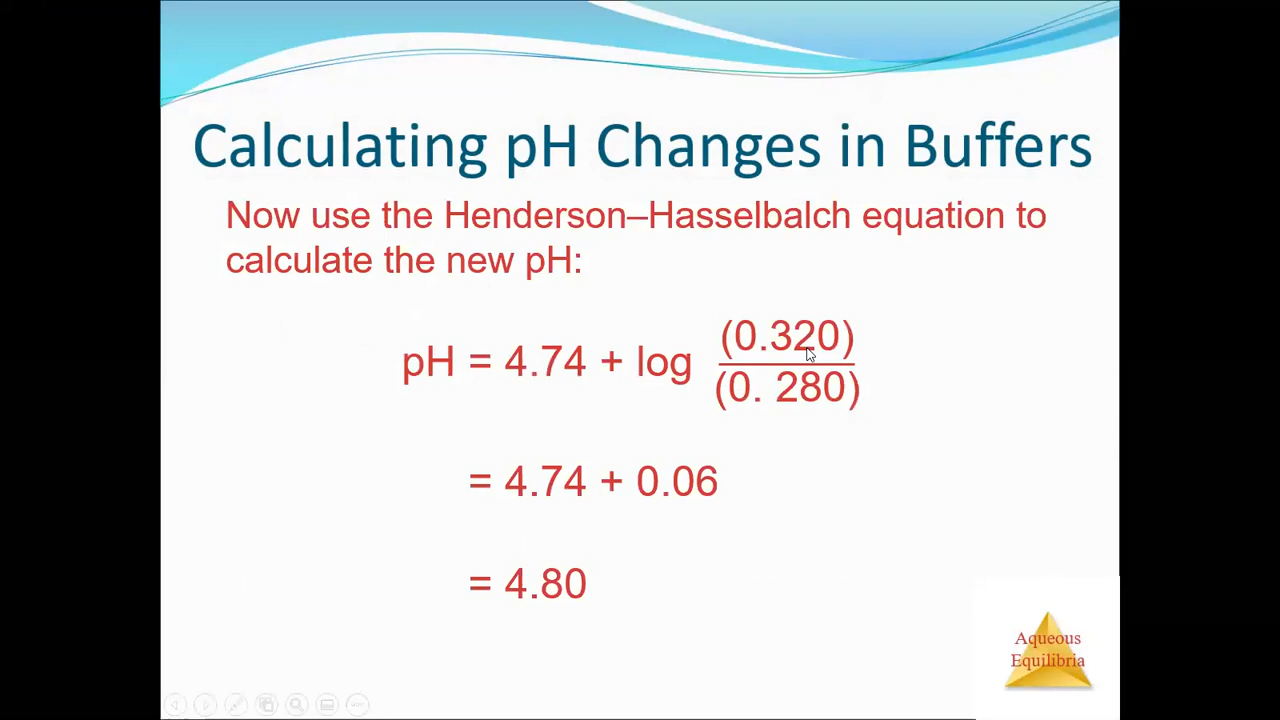 Calculating pH Changes in Buffers
Now use the Henderson–Hasselbalch equation to
calculate the new pH:
pH = 4.74 + log (0.320)
(0. 280)
= 4.74 + 0.06
= 4.80
Aqueous
Equilibria